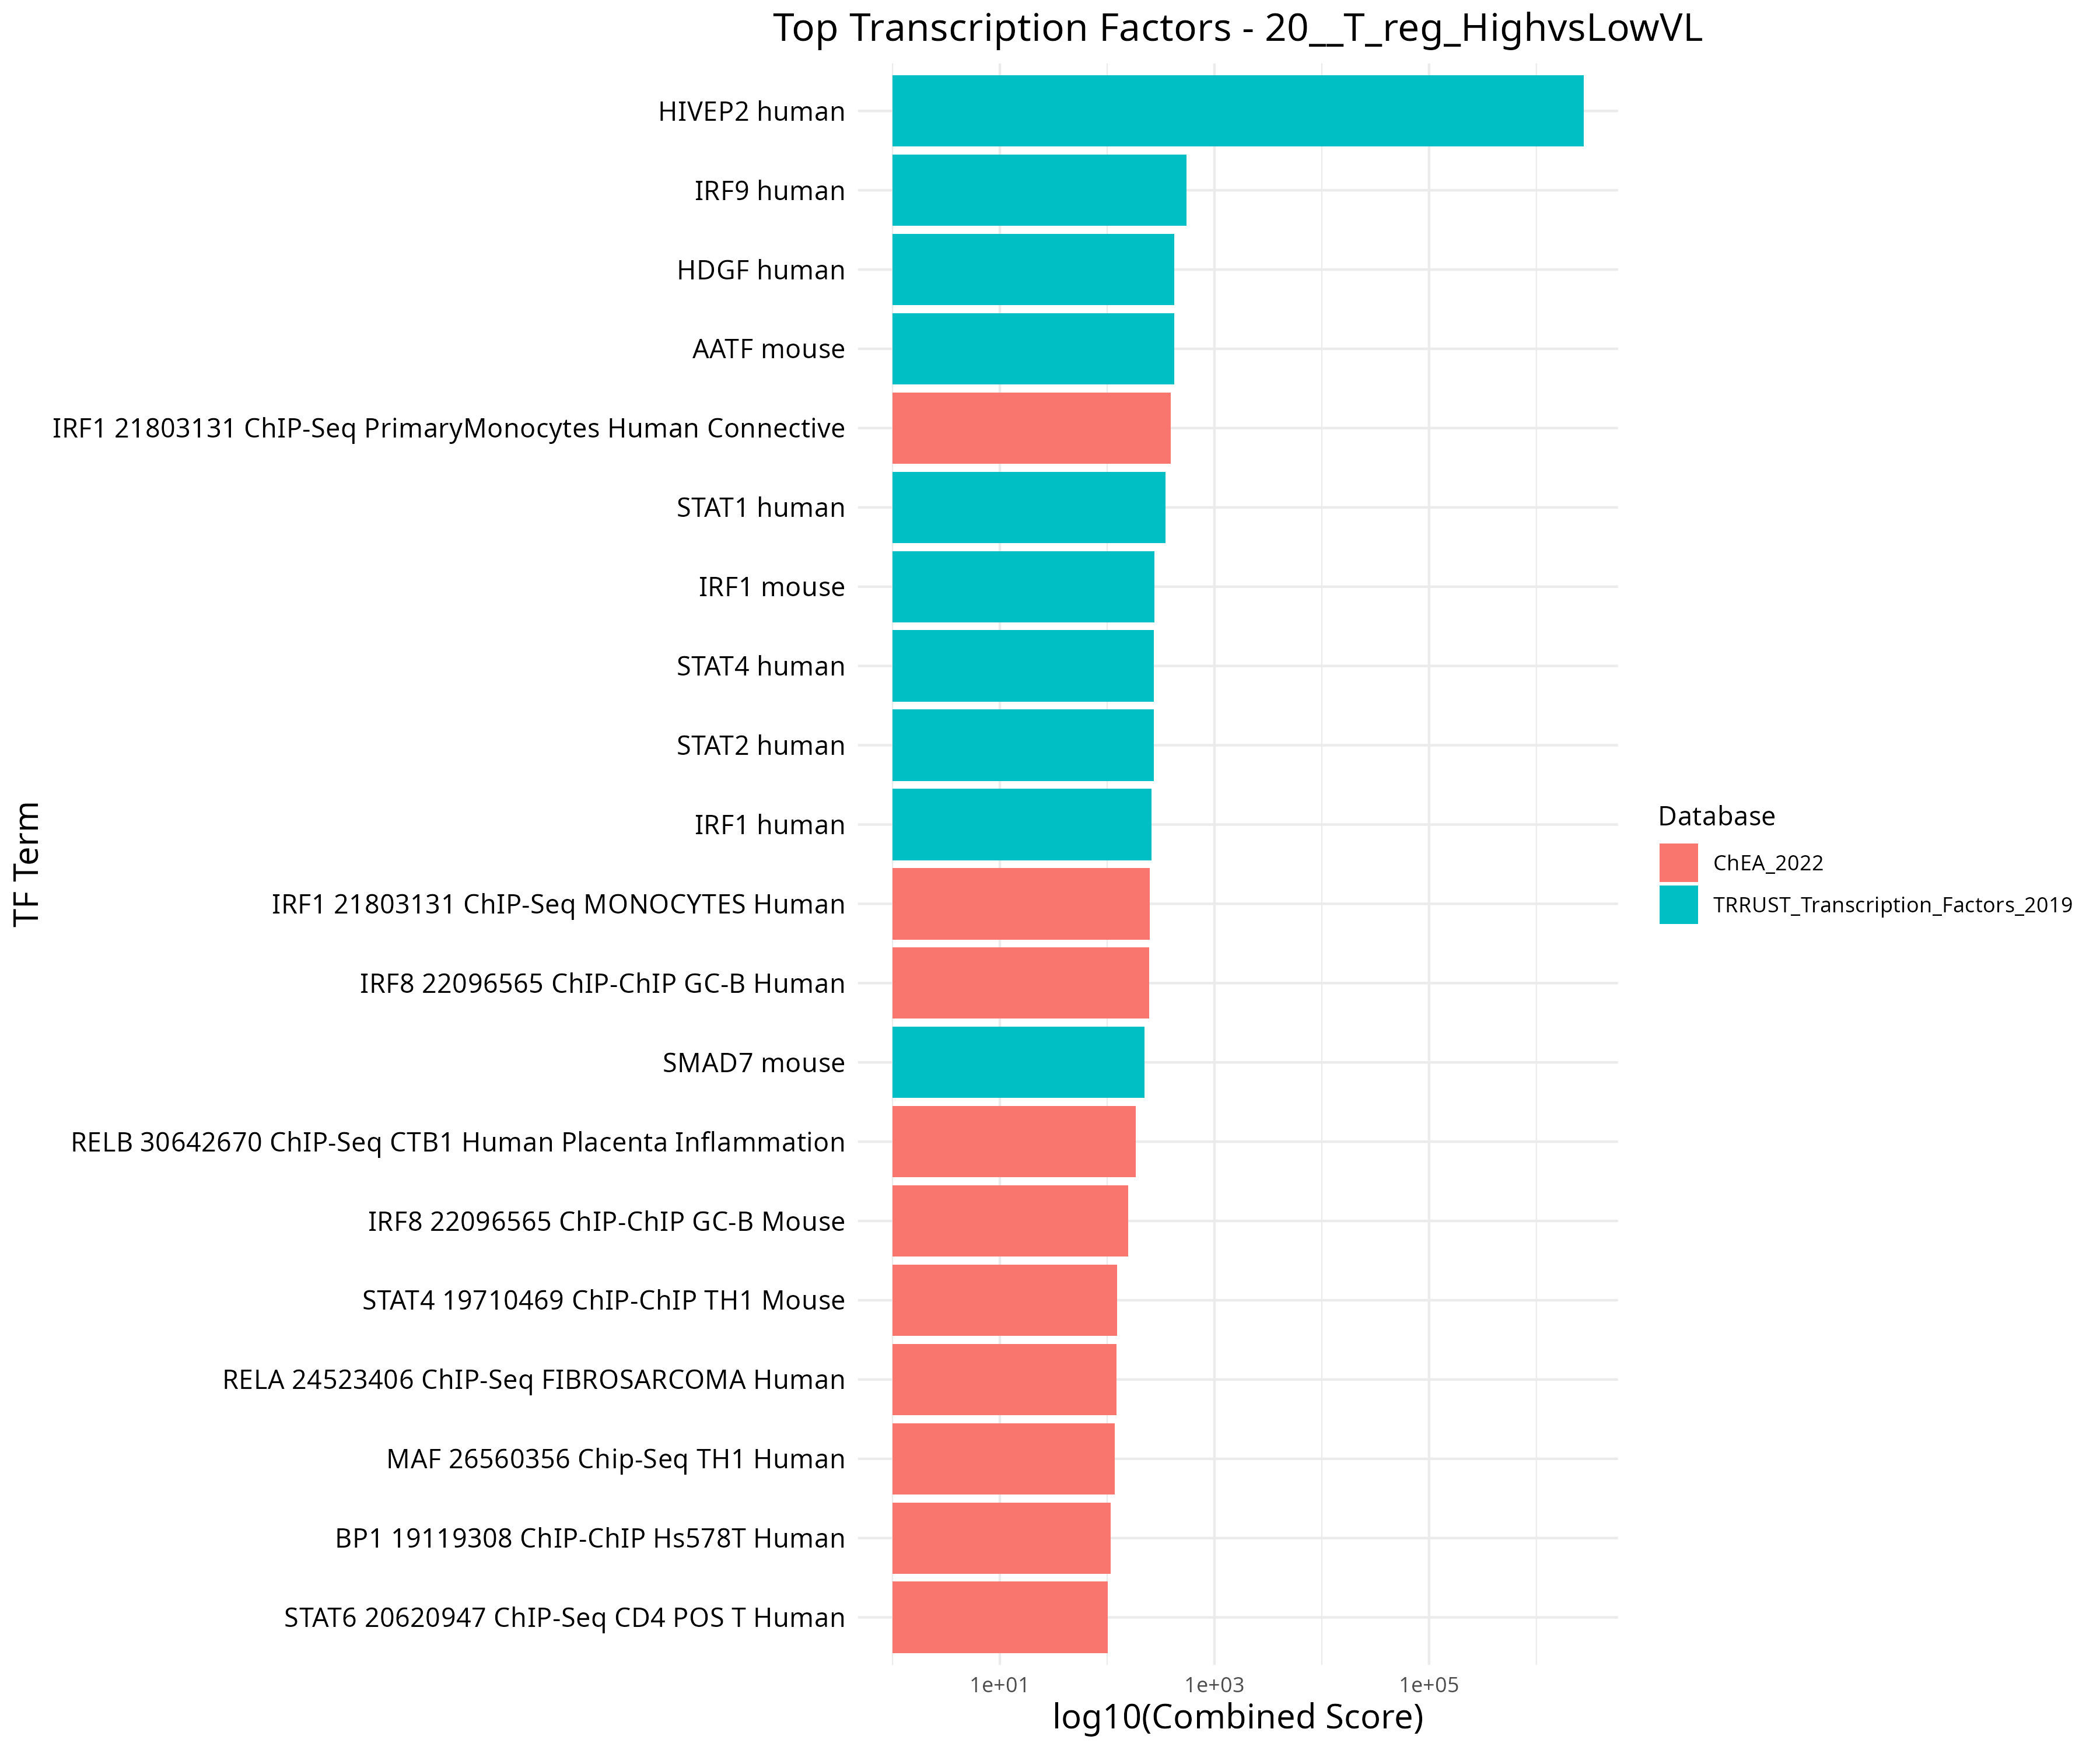 Top Transcription Factors - 20__T_reg_HighvsLowVL
HIVEP2 human
IRF9 human
HDGF human
AATF mouse
IRF1 21803131 ChIP-Seq PrimaryMonocytes Human Connective
STAT1 human
IRF1 mouse
STAT4 human
STAT2 human
IRF1 human
IRF1 21803131 ChIP-Seq MONOCYTES Human
IRF8 22096565 ChIP-ChIP GC-B Human
SMAD7 mouse
RELB 30642670 ChIP-Seq CTB1 Human Placenta Inflammation
IRF8 22096565 ChIP-ChIP GC-B Mouse
STAT4 19710469 ChIP-ChIP TH1 Mouse
RELA 24523406 ChIP-Seq FIBROSARCOMA Human
MAF 26560356 Chip-Seq TH1 Human
BP1 19119308 ChIP-ChIP Hs578T Human
STAT6 20620947 ChIP-Seq CD4 POS T Human
TF Term
1e+01 1e+03 1e+05
log10(Combined Score)
Database
ChEA_2022
TRRUST_Transcription_Factors_2019